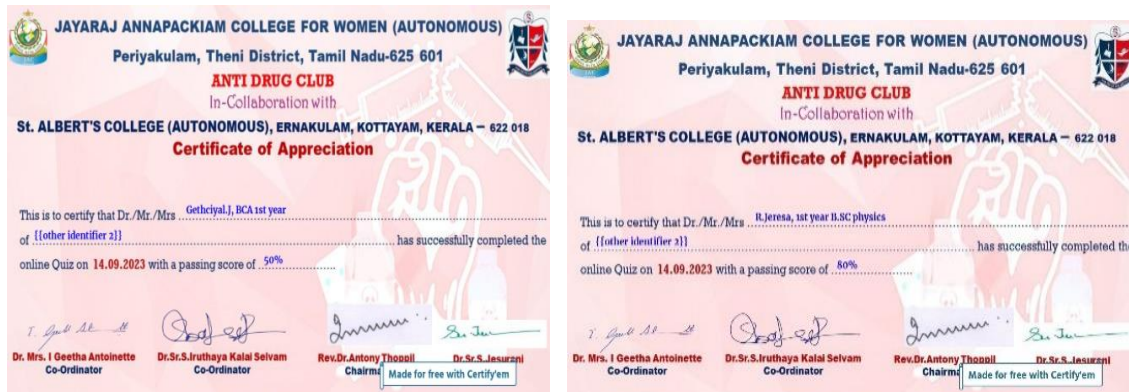 JAYARAJ ANNAPACKIAM COLLEGE FOR WOMEN (AUTONOMOUS)
Periyakulam, Theni District, Tamil Nadu-625 601
ANTI DRUG CLUB
In-Collaboration with
St. ALBERT'S COLLEGE (AUTONOMOUS), ERNAKULAM, KOTTAYAM, KERALA – 622 018
Certificate of Appreciation
This is to certify that Dr./Mr./Mrs Gethciyal.J, BCA 1st year
of {{other identifier 2}} has successfully completed the
online Quiz on 14.09.2023 with a passing score of 50%
Dr. Mrs. I Geetha Antoinette Dr.Sr.S.Iruthaya Kalai Selvam Rev.Dr.Antony Thoppil Dr.Sr.S.Jesurani
Co-Ordinator Co-Ordinator Chairma
Made for free with Certify'em
JAYARAJ ANNAPACKIAM COLLEGE FOR WOMEN (AUTONOMOUS)
Periyakulam, Theni District, Tamil Nadu-625 601
ANTI DRUG CLUB
In-Collaboration with
St. ALBERT'S COLLEGE (AUTONOMOUS), ERNAKULAM, KOTTAYAM, KERALA – 622 018
Certificate of Appreciation
This is to certify that Dr./Mr./Mrs R.Jeresa, 1st year B.SC physics
of {{other identifier 2}} has successfully completed the
online Quiz on 14.09.2023 with a passing score of 80%
Dr. Mrs. I Geetha Antoinette Dr.Sr.S.Iruthaya Kalai Selvam Rev.Dr.Antony Thoppil Dr.Sr.S.Jesurani
Co-Ordinator Co-Ordinator Chairma
Made for free with Certify'em